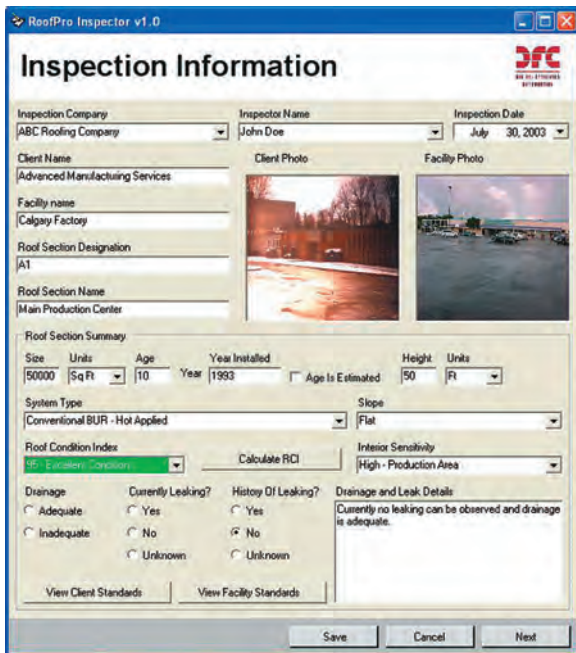 RoofPro Inspector v1.0
Inspection Information
DFC
Inspection Company Inspector Name Inspection Date
ABC Roofing Company John Doe July 30, 2003
Client Name Client Photo Facility Photo
Advanced Manufactuing Services
Facility name
Calgary Factory
Roof Section Designation
A1
Roof Section Name
Main Production Center
Roof Section Summary
Size Units Age Year Installed Height Units
50000 Sq Ft 10 Year 1993 Age Is Estimated 50 Ft
System Type Slope
Conventional BUR - Hot Applied Flat
Roof Condition Index Calculate RCI Interior Sensitivity
95 - Excellent Condition High - Production Area
Drainage Currently Leaking? History Of Leaking? Drainage and Leak Details
Adequate Yes Yes Currently no leaking can be observed and drainage
is adequate.
Inadequate No No
Unknown Unknown
View Client Standards View Facility Standards
Save Cancel Next